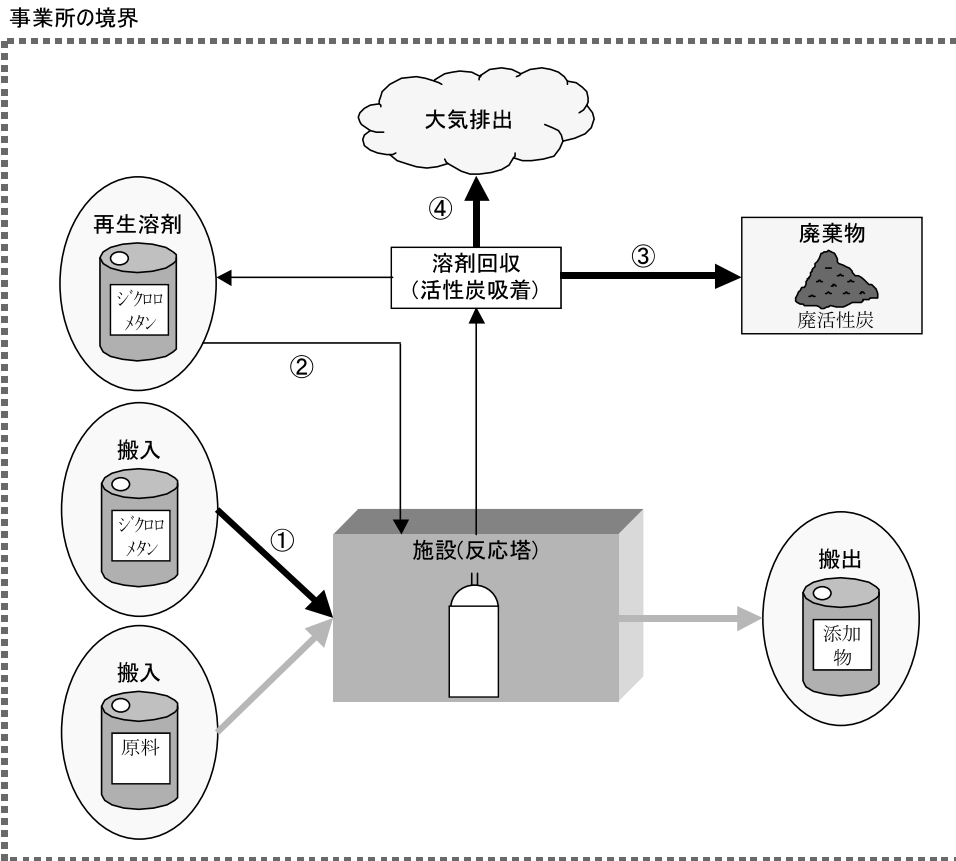 事業所の境界
大気排出
④
再生溶剤
ジクロロ
メタン
溶剤回収
(活性炭吸着)
③
廃棄物
廃活性炭
②
搬入
ジクロロ
メタン
①
施設(反応塔)
搬出
添加
物
搬入
原料